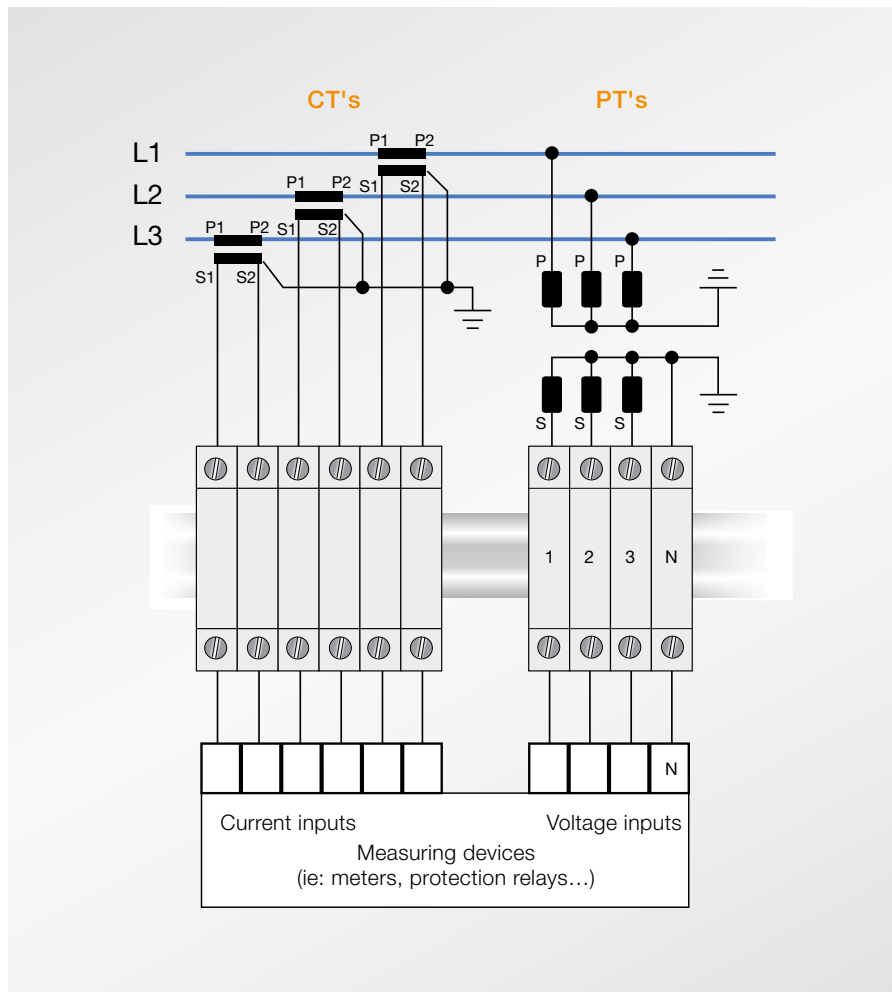 CT's PT's
L1 P1 P2
L2 P1 P2 S1 S2
L3 P1 P2 S1 S2
S1 S2 P P P
S S S
1 2 3 N
N
Current inputs Voltage inputs
Measuring devices
(ie: meters, protection relays…)